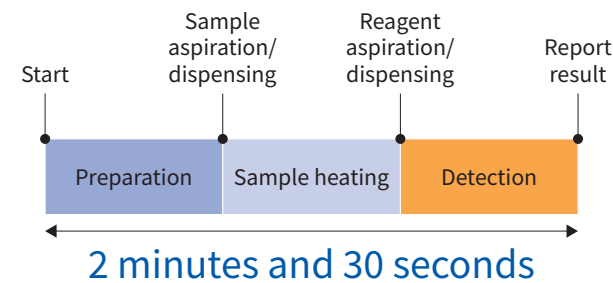 Start
Sample
aspiration/
dispensing
Reagent
aspiration/
dispensing
Report
result
Preparation
Sample heating
Detection
2 minutes and 30 seconds